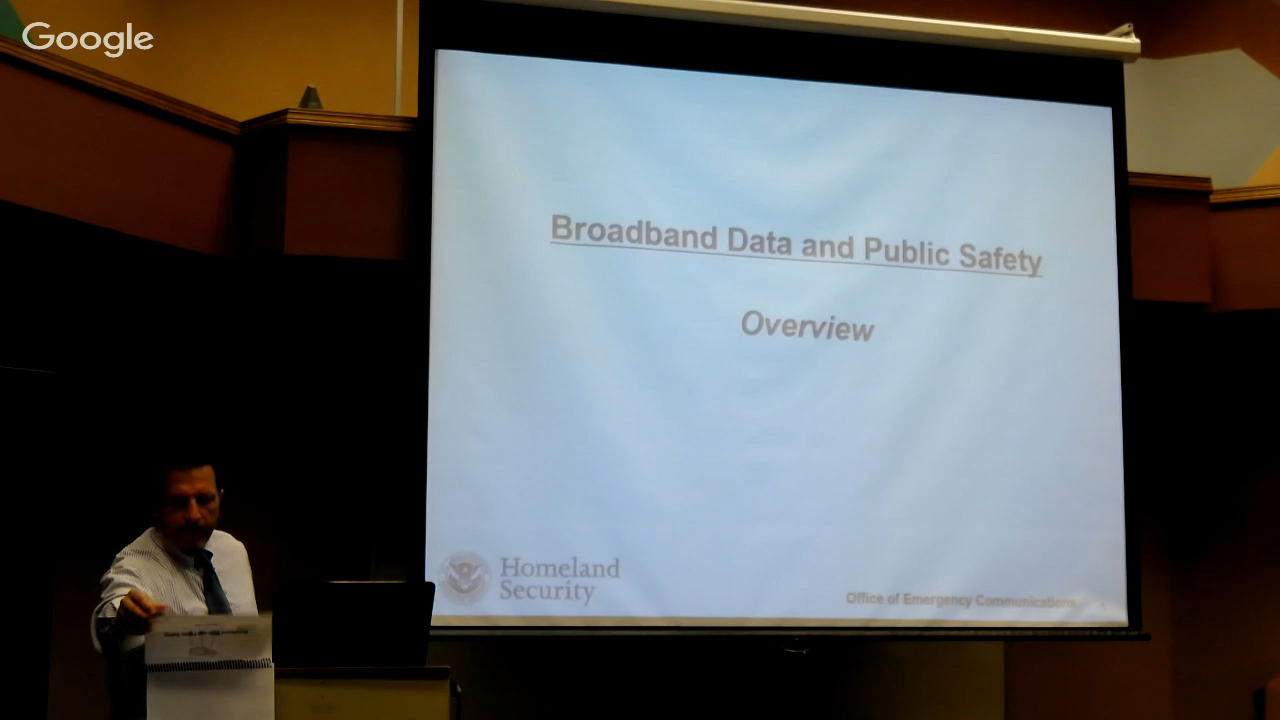 Google
Broadband Data and Public Safety
Overview
Homeland
Security
Office of Emergency Communications